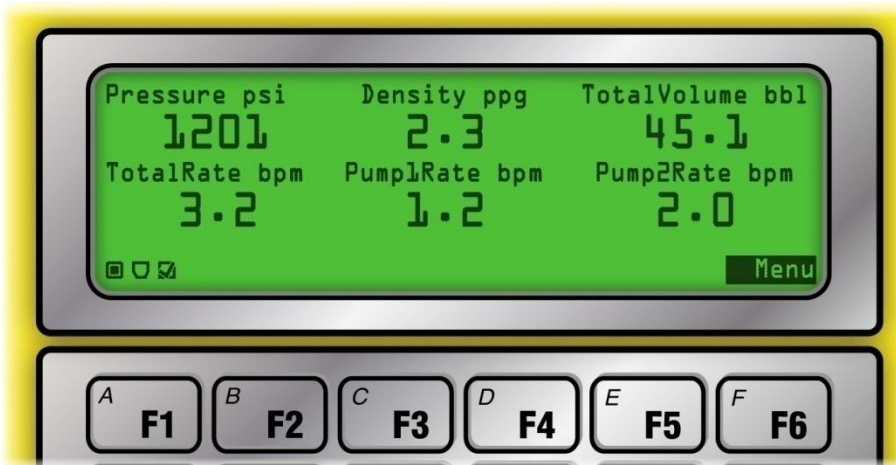 Pressure psi Density ppg TotalVolume bbl
1201 2.3 45.1
TotalRate bpm Pump1Rate bpm Pump2Rate bpm
3.2 1.2 2.0
Menu
A F1 B F2 C F3 D F4 E F5 F F6